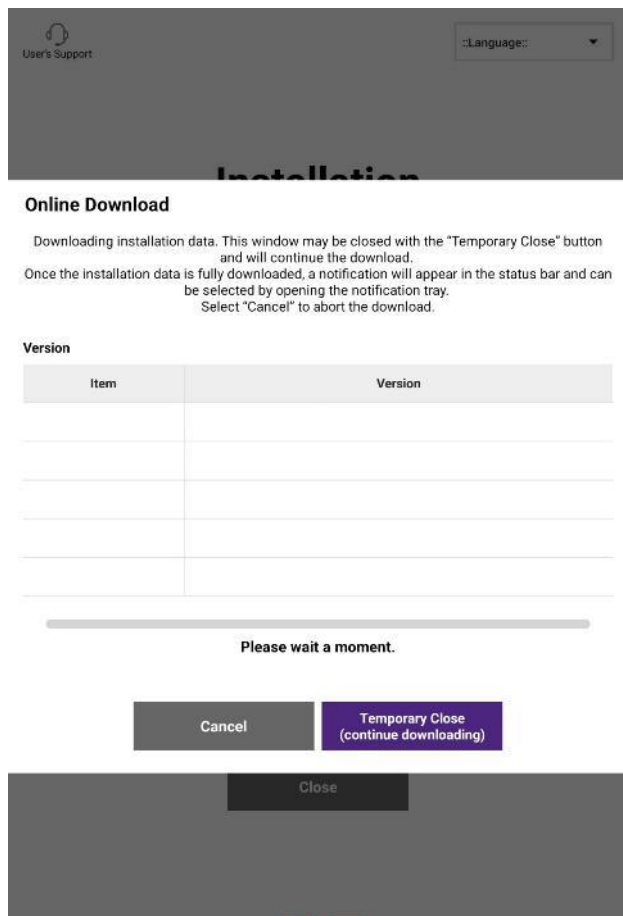 User's Support
::Language::
Installation
Online Download
Downloading installation data. This window may be closed with the “Temporary Close” button
and will continue the download.
Once the installation data is fully downloaded, a notification will appear in the status bar and can
be selected by opening the notification tray.
Select “Cancel” to abort the download.
Version
Item Version
Please wait a moment.
Cancel
Temporary Close
(continue downloading)
Close